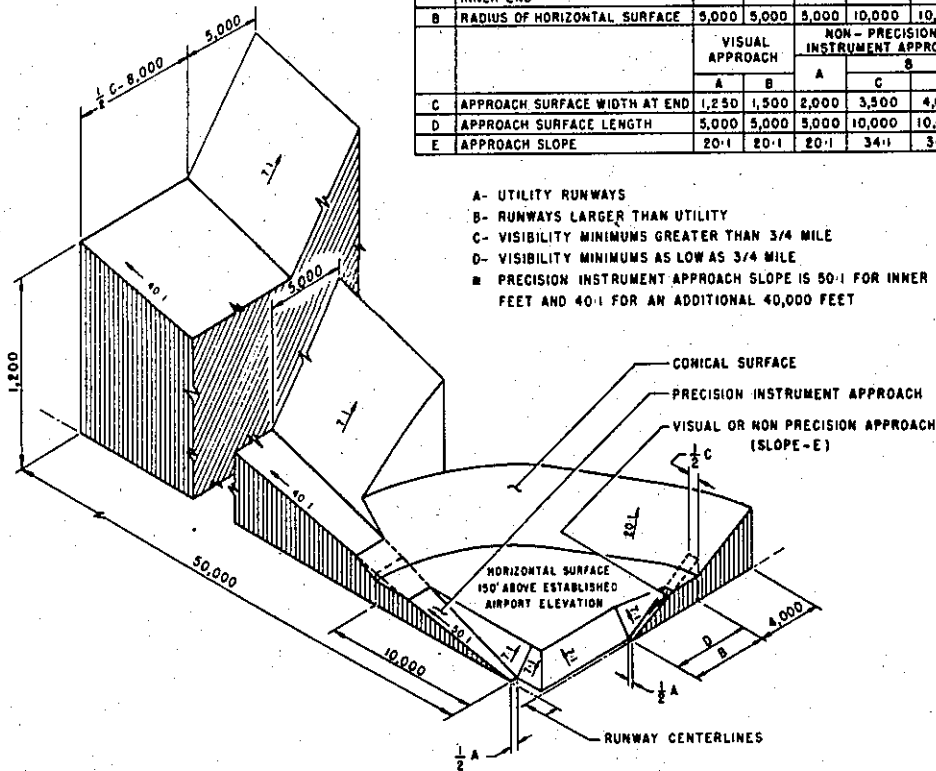 B RADIUS OF HORIZONTAL SURFACE 5,000 5,000 5,000 10,000 10,
VISUAL APPROACH
NON-PRECISION INSTRUMENT APPRO
A B A B
C
C APPROACH SURFACE WIDTH AT END 1,250 1,500 2,000 3,500 4,
D APPROACH SURFACE LENGTH 5,000 5,000 5,000 10,000 10,
E APPROACH SLOPE 20:1 20:1 20:1 34:1 3
A- UTILITY RUNWAYS
B- RUNWAYS LARGER THAN UTILITY
C- VISIBILITY MINIMUMS GREATER THAN 3/4 MILE
D- VISIBILITY MINIMUMS AS LOW AS 3/4 MILE
PRECISION INSTRUMENT APPROACH SLOPE IS 50:1 FOR INNER
FEET AND 40:1 FOR AN ADDITIONAL 40,000 FEET
5,000
1/2 C-8,000
7:1
40:1
5,000
1,200
CONICAL SURFACE
PRECISION INSTRUMENT APPROACH
VISUAL OR NON PRECISION APPROACH
(SLOPE-E)
1/2 C
7:1
40:1
20:1
50,000
HORIZONTAL SURFACE
150' ABOVE ESTABLISHED
AIRPORT ELEVATION
50:1
7:1
7:1
7:1
7:1
10,000
4,000
D
B
1/2 A
RUNWAY CENTERLINES
1/2 A